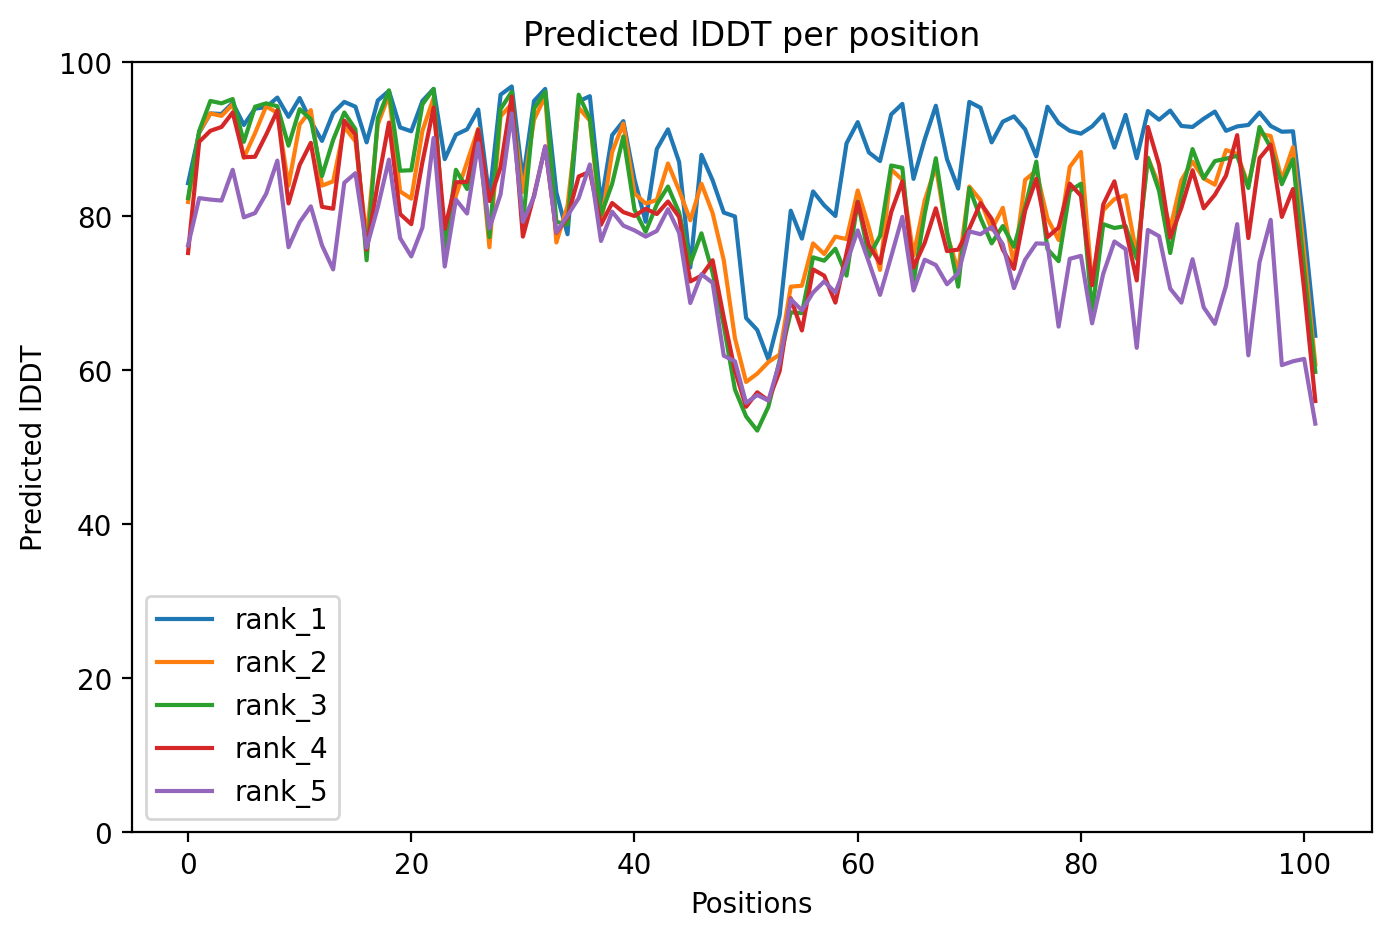 Predicted lDDT per position
100
80
60
40
20
0
Predicted lDDT
rank_1
rank_2
rank_3
rank_4
rank_5
0 20 40 60 80 100
Positions